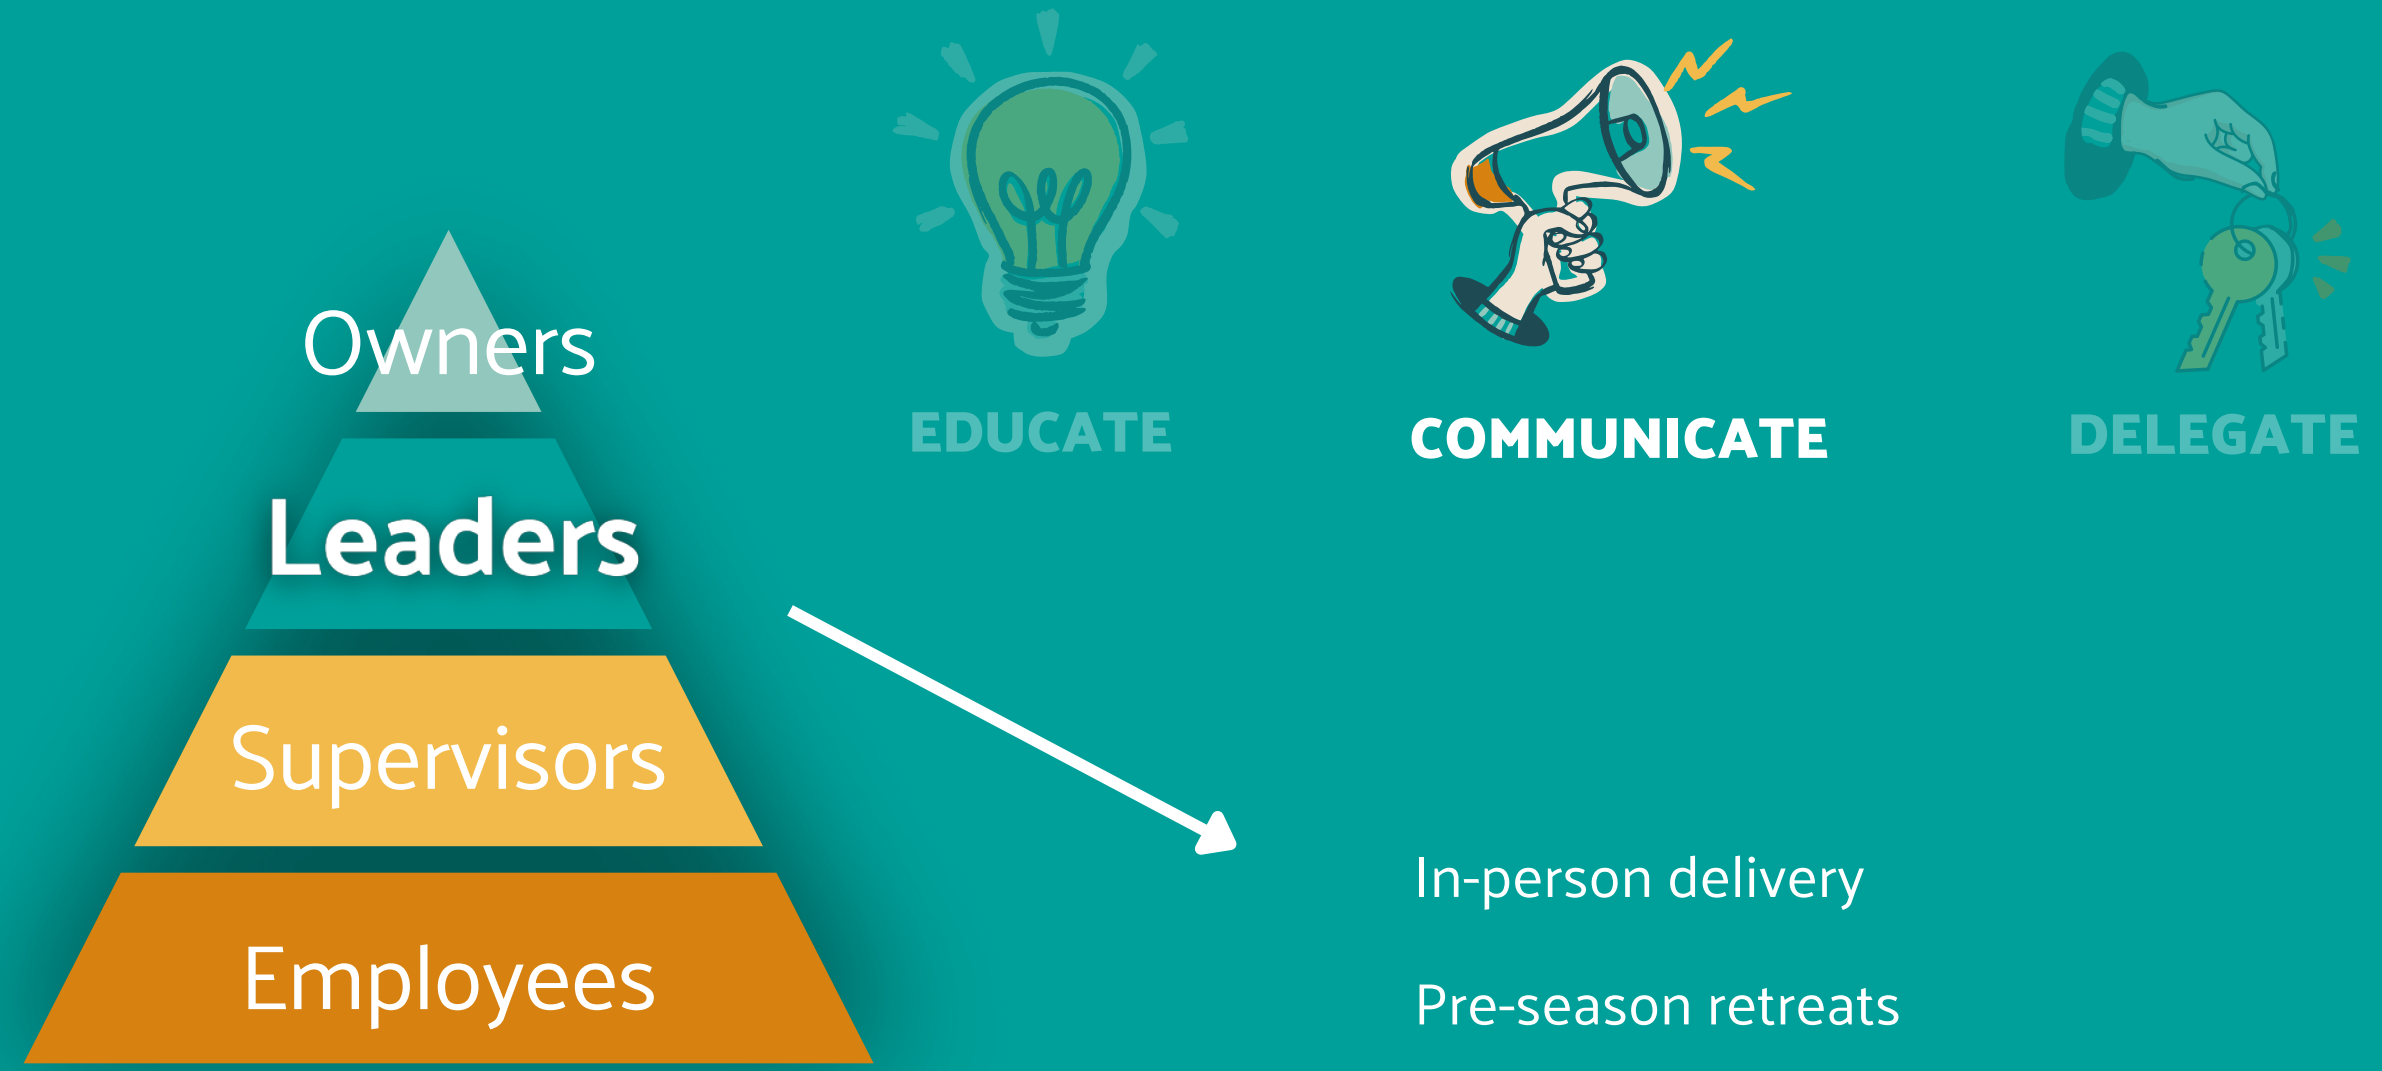 Owners
Leaders
Supervisors
Employees
EDUCATE
COMMUNICATE
DELEGATE
In-person delivery
Pre-season retreats